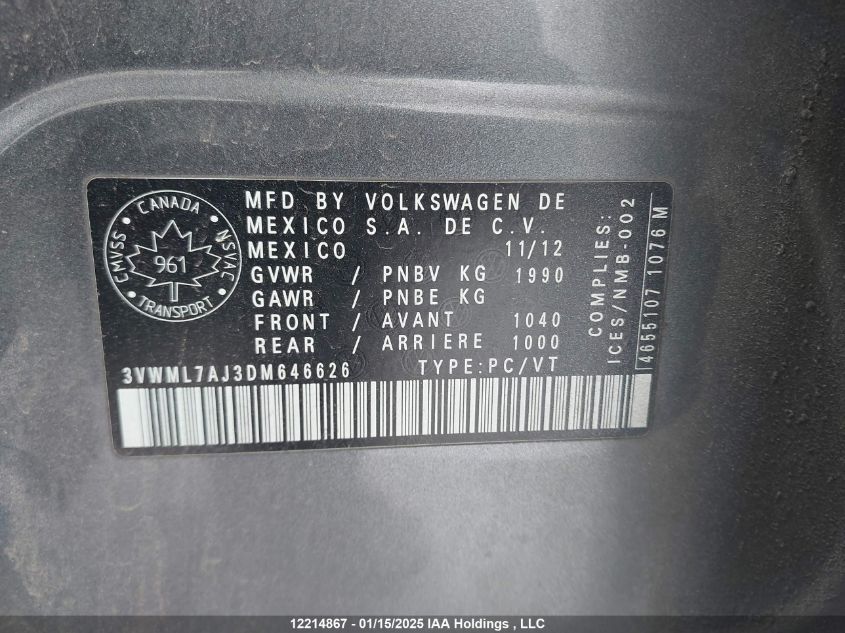 CANADA
CMVSS
NSVAC
961
TRANSPORT
MFD BY VOLKSWAGEN DE
MEXICO S.A. DE C.V.
MEXICO 11/12
GVWR / PNBV KG 1990
GAWR / PNBE KG
FRONT / AVANT 1040
REAR / ARRIERE 1000
3VWML7AJ3DM646626 TYPE:PC/VT
COMPLIES:
ICES/NMB-002
4655107 1076 M
12214867 - 01/15/2025 IAA Holdings , LLC